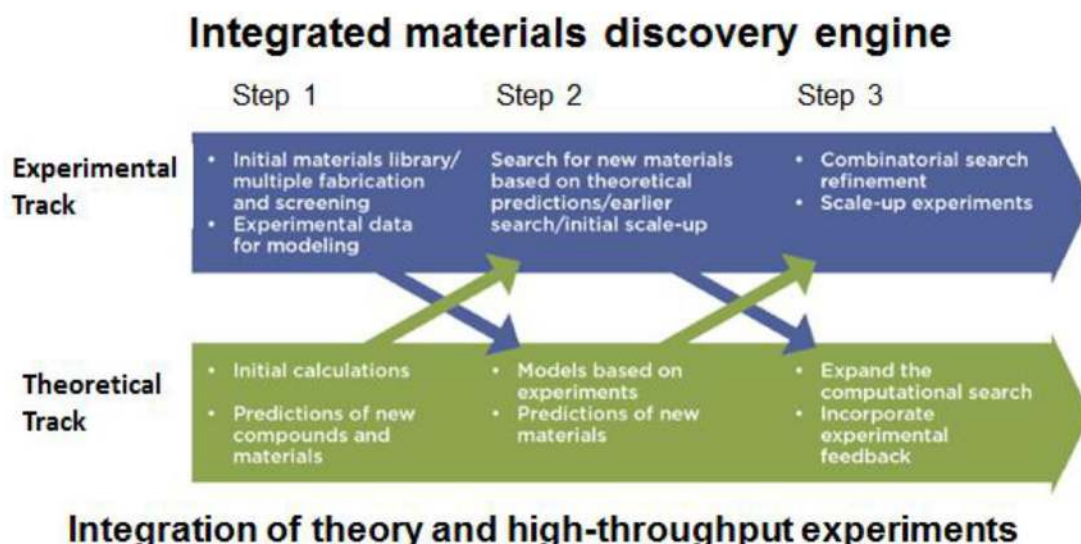 Integrated materials discovery engine
Step 1
Step 2
Step 3
Experimental
Track
• Initial materials library/
multiple fabrication
and screening
• Experimental data
for modeling
Search for new materials
based on theoretical
predictions/earlier
search/initial scale-up
• Combinatorial search
refinement
• Scale-up experiments
Theoretical
Track
• Initial calculations
• Predictions of new
compounds and
materials
• Models based on
experiments
• Predictions of new
materials
• Expand the
computational search
• Incorporate
experimental
feedback
Integration of theory and high-throughput experiments